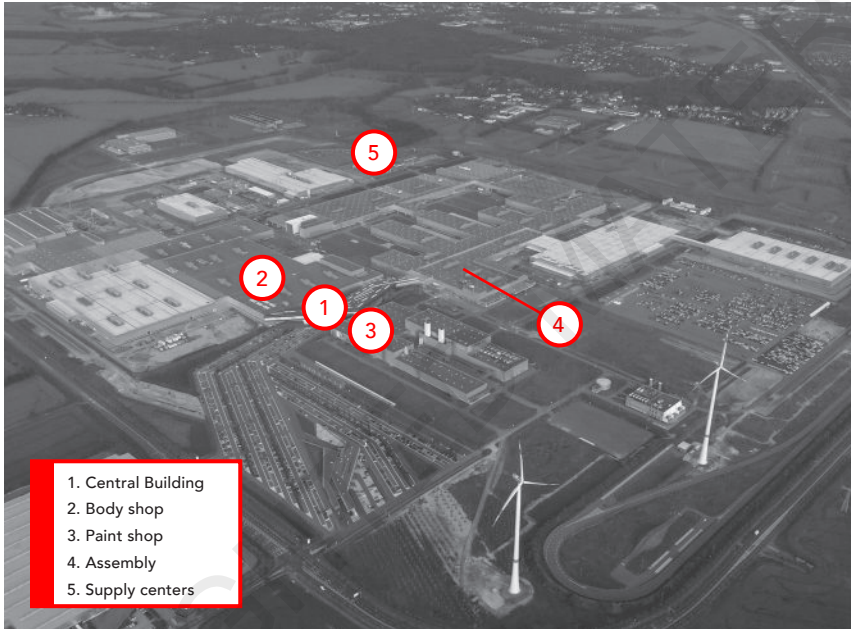 5
2
1
3
4
1. Central Building
2. Body shop
3. Paint shop
4. Assembly
5. Supply centers